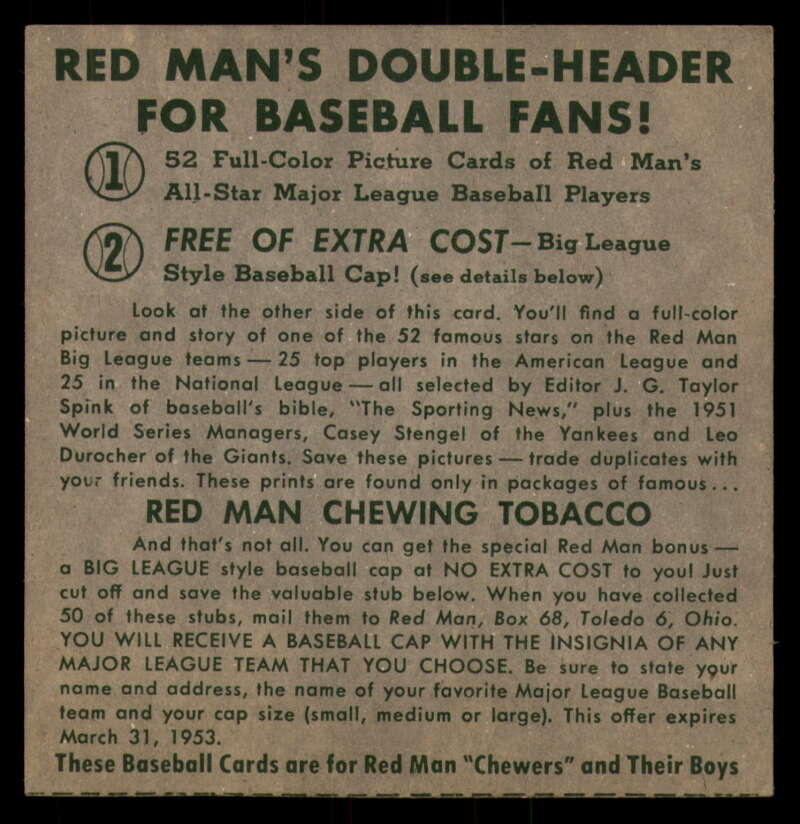 RED MAN'S DOUBLE-HEADER
FOR BASEBALL FANS!
1 52 Full-Color Picture Cards of Red Man's
All-Star Major League Baseball Players
2 FREE OF EXTRA COST—Big League
Style Baseball Cap! (see details below)
Look at the other side of this card. You'll find a full-color
picture and story of one of the 52 famous stars on the Red Man
Big League teams — 25 top players in the American League and
25 in the National League — all selected by Editor J. G. Taylor
Spink of baseball's bible, "The Sporting News," plus the 1951
World Series Managers, Casey Stengel of the Yankees and Leo
Durocher of the Giants. Save these pictures — trade duplicates with
your friends. These prints are found only in packages of famous...
RED MAN CHEWING TOBACCO
And that's not all. You can get the special Red Man bonus —
a BIG LEAGUE style baseball cap at NO EXTRA COST to you! Just
cut off and save the valuable stub below. When you have collected
50 of these stubs, mail them to Red Man, Box 68, Toledo 6, Ohio.
YOU WILL RECEIVE A BASEBALL CAP WITH THE INSIGNIA OF ANY
MAJOR LEAGUE TEAM THAT YOU CHOOSE. Be sure to state your
name and address, the name of your favorite Major League Baseball
team and your cap size (small, medium or large). This offer expires
March 31, 1953.
These Baseball Cards are for Red Man "Chewers" and Their Boys